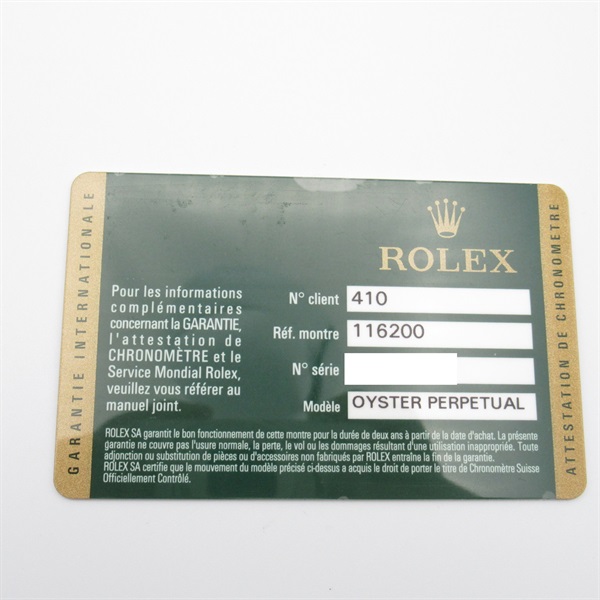 GARANTIE INTERNATIONALE
ROLEX
Pour les informations
complémentaires
concernant la GARANTIE,
l'attestation de
CHRONOMÈTRE et le
Service Mondial Rolex,
veuillez vous référer au
manuel joint.
N° client 410
Réf. montre 116200
N° série
Modèle OYSTER PERPETUAL
ROLEX SA garantit le bon fonctionnement de cette montre pour la durée de deux ans à partir de la date d'achat. La présente
garantie ne couvre pas l'usure normale, la perte, le vol ou les dommages résultant d'une utilisation inappropriée. Toute
adjonction ou substitution de pièces ou d'accessoires non fabriqués par ROLEX entraîne la fin de la garantie.
ROLEX SA certifie que le mouvement du modèle précisé ci-dessus a acquis le droit de porter le titre de Chronomètre Suisse
Officiellement Contrôlé.
ATTESTATION DE CHRONOMETRE